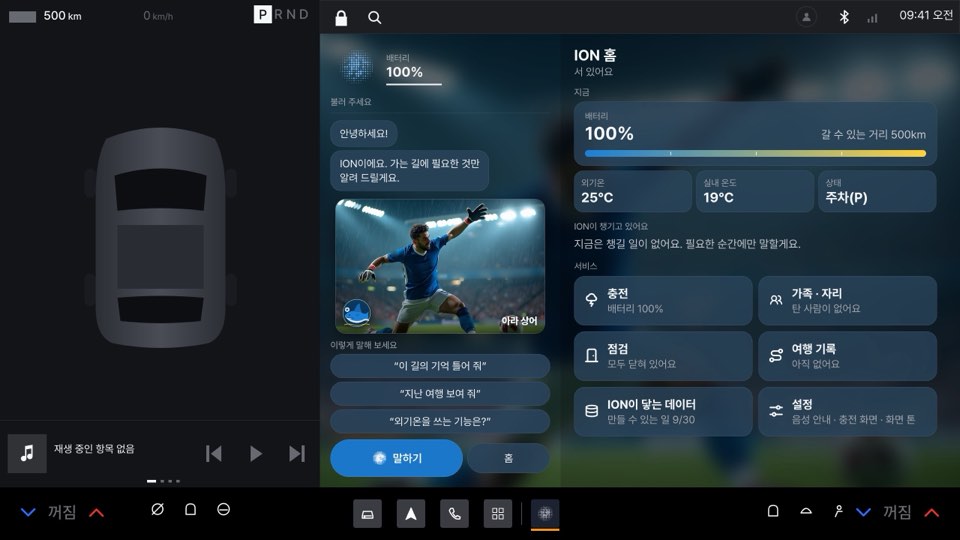 500 km
0 km/h
P R N D
09:41 오전
배터리
100%
불러 주세요
안녕하세요!
ION이에요. 가는 길에 필요한 것만
알려 드릴게요.
아라 상어
이렇게 말해 보세요
“이 길의 기억 틀어 줘”
“지난 여행 보여 줘”
“외기온을 쓰는 기능은?”
말하기
홈
ION 홈
서 있어요
지금
배터리
100%
갈 수 있는 거리 500km
외기온
25°C
실내 온도
19°C
상태
주차(P)
ION이 챙기고 있어요
지금은 챙길 일이 없어요. 필요한 순간에만 말할게요.
서비스
충전
배터리 100%
가족 · 자리
탄 사람이 없어요
점검
모두 닫혀 있어요
여행 기록
아직 없어요
ION이 닿는 데이터
만들 수 있는 일 9/30
설정
음성 안내 · 충전 화면 · 화면 톤
재생 중인 항목 없음
꺼짐
꺼짐